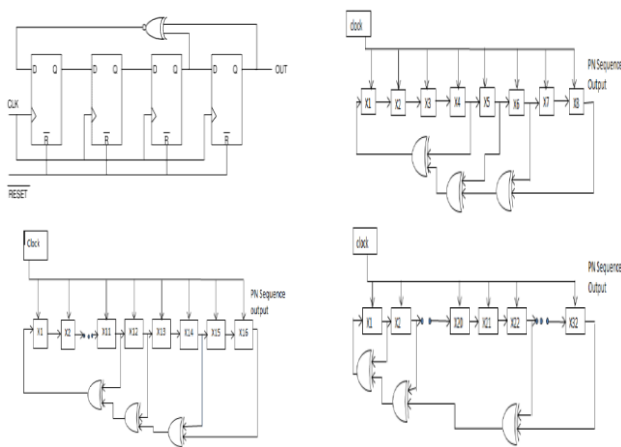 D Q D Q D Q D Q OUT
CLK
R R R R
RESET
clock
PN Sequence
Output
X1 X2 X3 X4 X5 X6 X7 X8
Clock
PN Sequence
output
X1 X2 X11 X12 X13 X14 X15 X16
clock
PN Sequence
Output
X1 X2 X20 X21 X22 X32